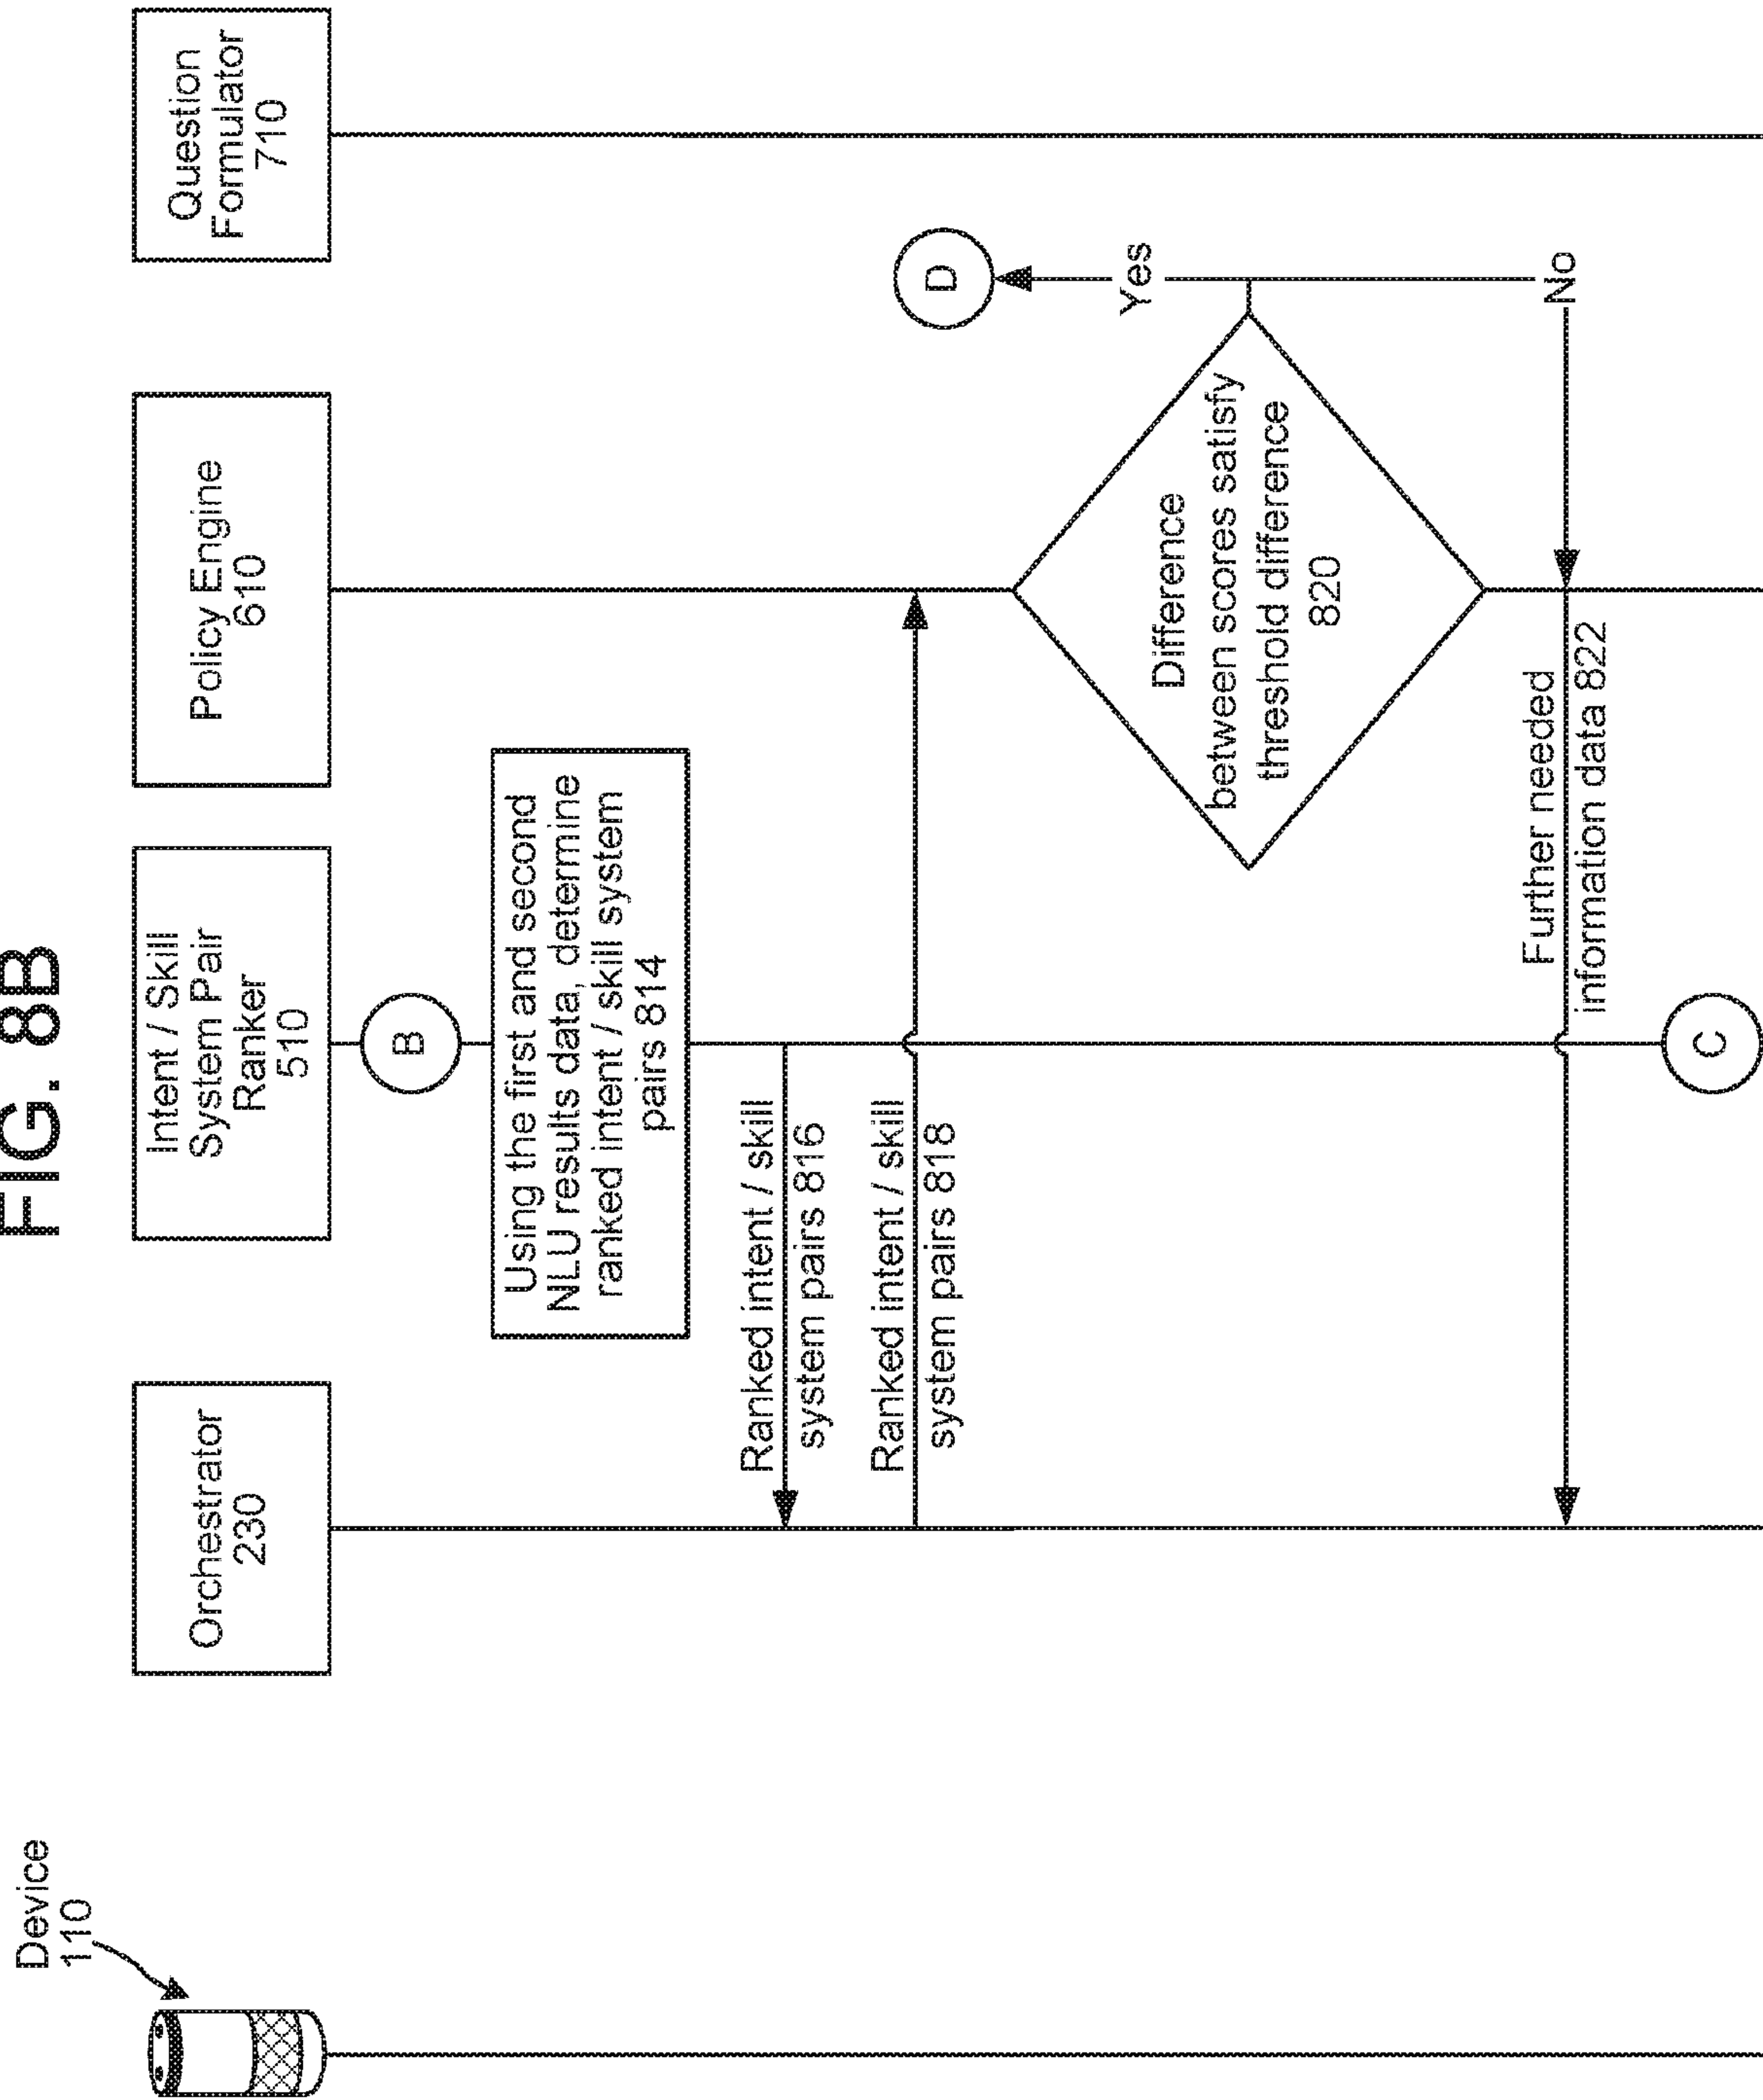 FIG. 8B
Device
110
Orchestrator
230
Intent / Skill
System Pair
Ranker
510
Policy Engine
610
Question
Formulator
710
B
Using the first and second
NLU results data, determine
ranked intent / skill system
pairs 814
Ranked intent / skill
system pairs 816
Ranked intent / skill
system pairs 818
D
Yes
Difference
between scores satisfy
threshold difference
820
No
Further needed
information data 822
C